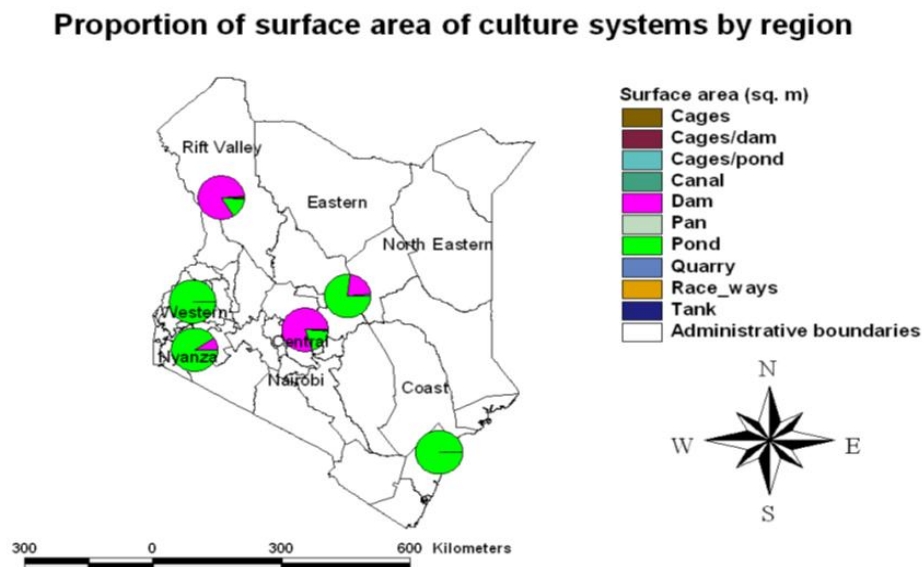 Proportion of surface area of culture systems by region
Surface area (sq. m)
Cages
Cages/dam
Cages/pond
Canal
Dam
Pan
Pond
Quarry
Race_ways
Tank
Administrative boundaries
Rift Valley
Eastern
North Eastern
Western
Central
Nyanza
Nairobi
Coast
N
W E
S
300 0 300 600 Kilometers